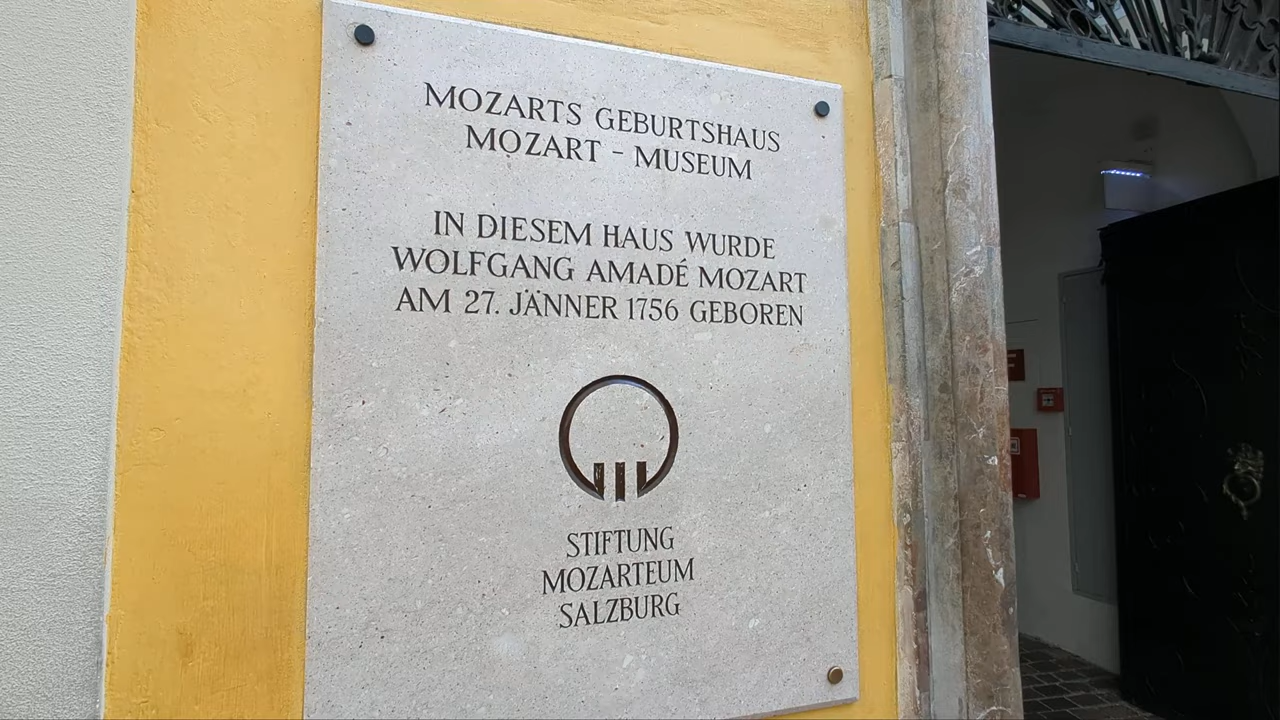 MOZARTS GEBURTSHAUS
MOZART - MUSEUM
IN DIESEM HAUS WURDE
WOLFGANG AMADÉ MOZART
AM 27. JÄNNER 1756 GEBOREN
STIFTUNG
MOZARTEUM
SALZBURG